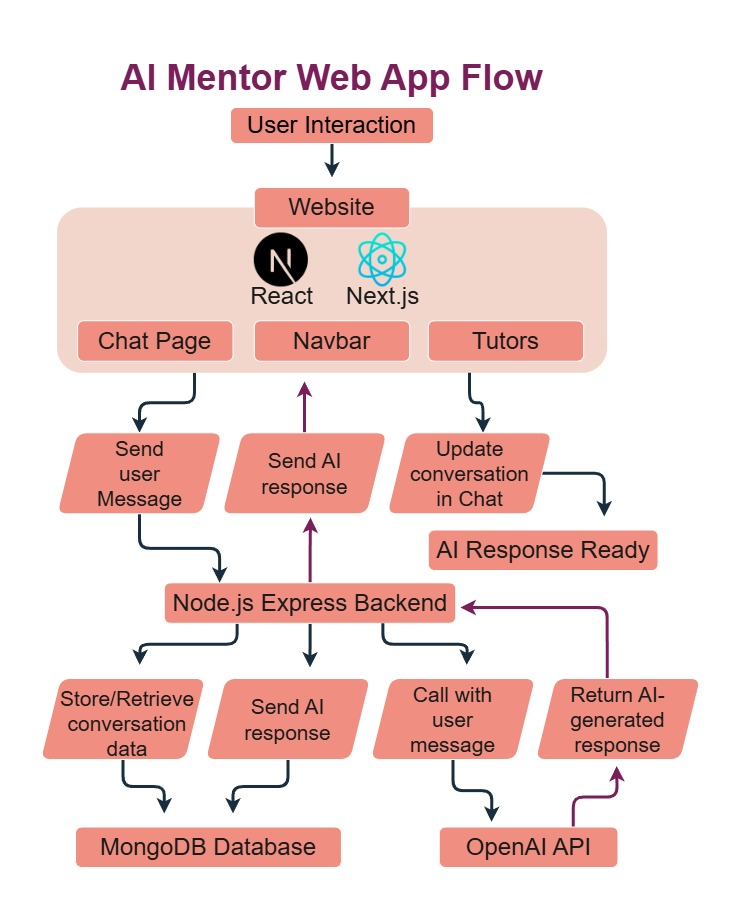 AI Mentor Web App Flow
User Interaction
Website
N
React
Next.js
Chat Page
Navbar
Tutors
Send
user
Message
Send AI
response
Update
conversation
in Chat
AI Response Ready
Node.js Express Backend
Store/Retrieve
conversation
data
Send AI
response
Call with
user
message
Return AI-
generated
response
MongoDB Database
OpenAI API